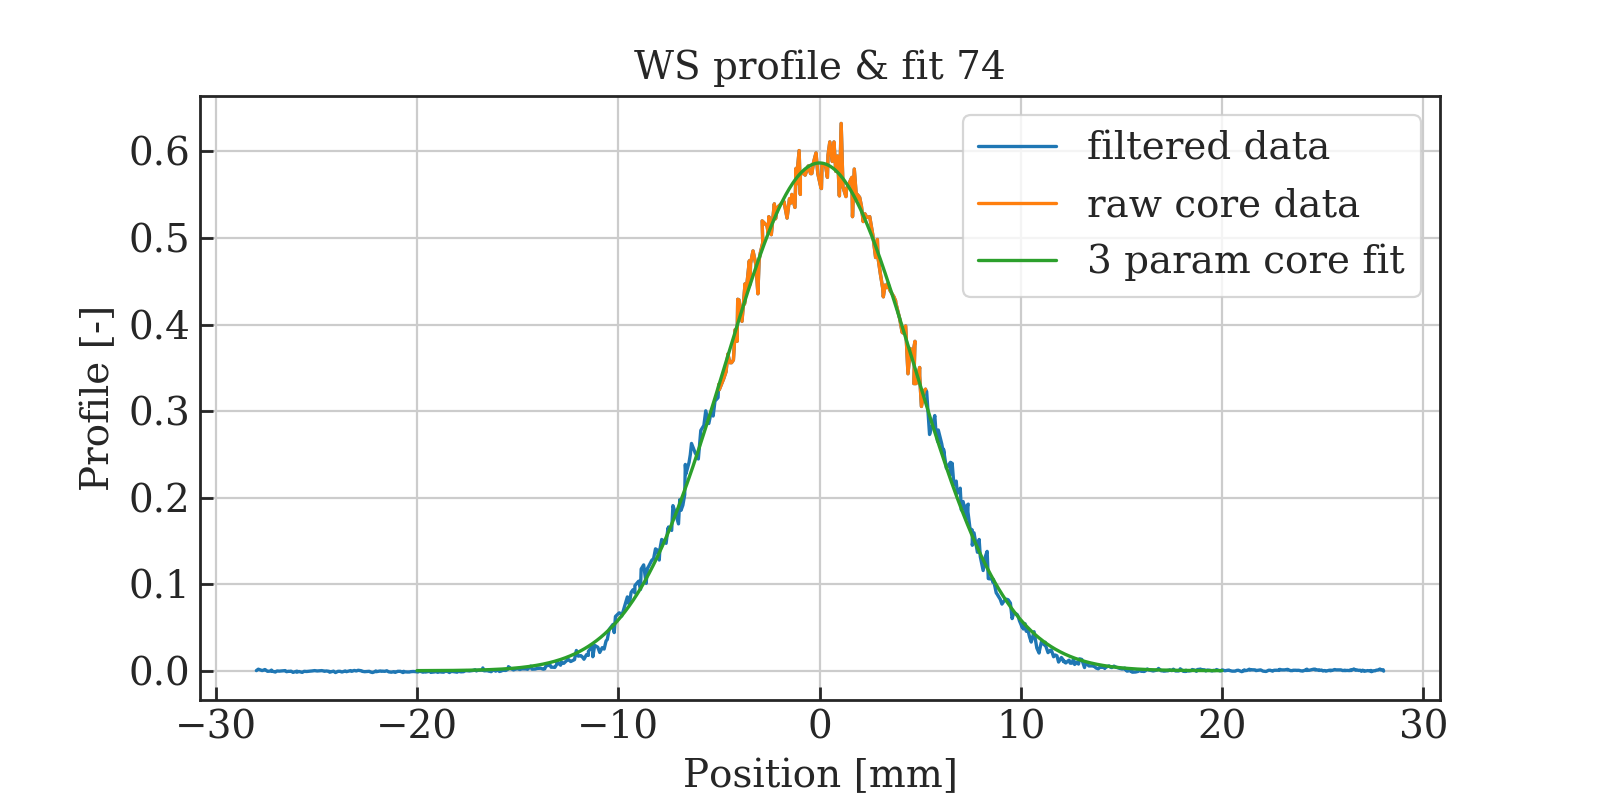 WS profile & fit 74
filtered data
raw core data
3 param core fit
Profile [-]
0.6
0.5
0.4
0.3
0.2
0.1
0.0
−30 −20 −10 0 10 20 30
Position [mm]